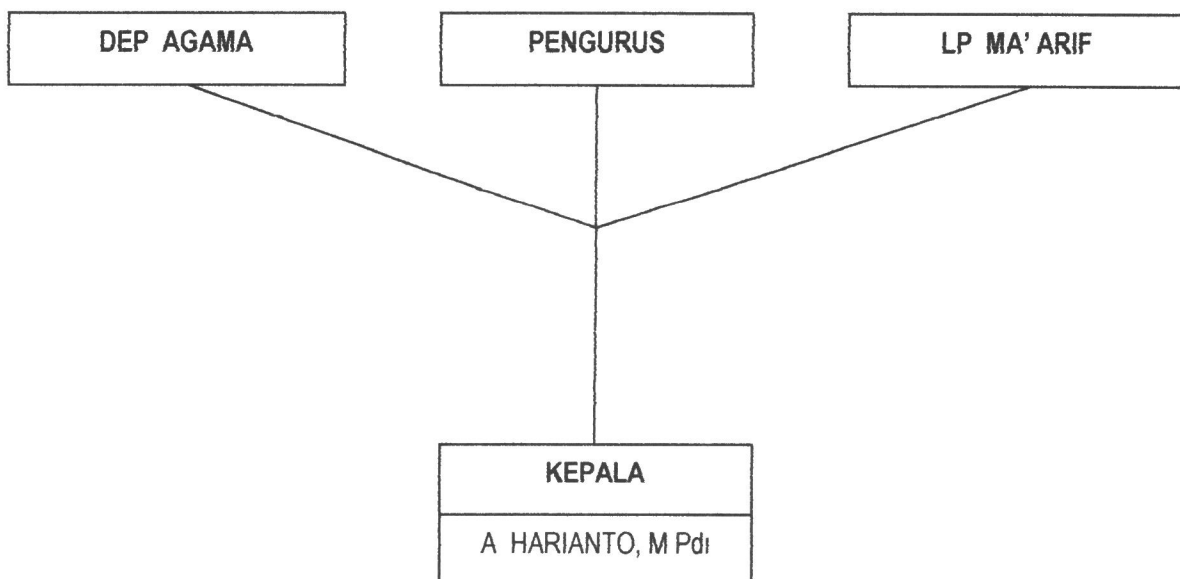 DEP AGAMA
PENGURUS
LP MA' ARIF
KEPALA
A HARIANTO, M Pdı